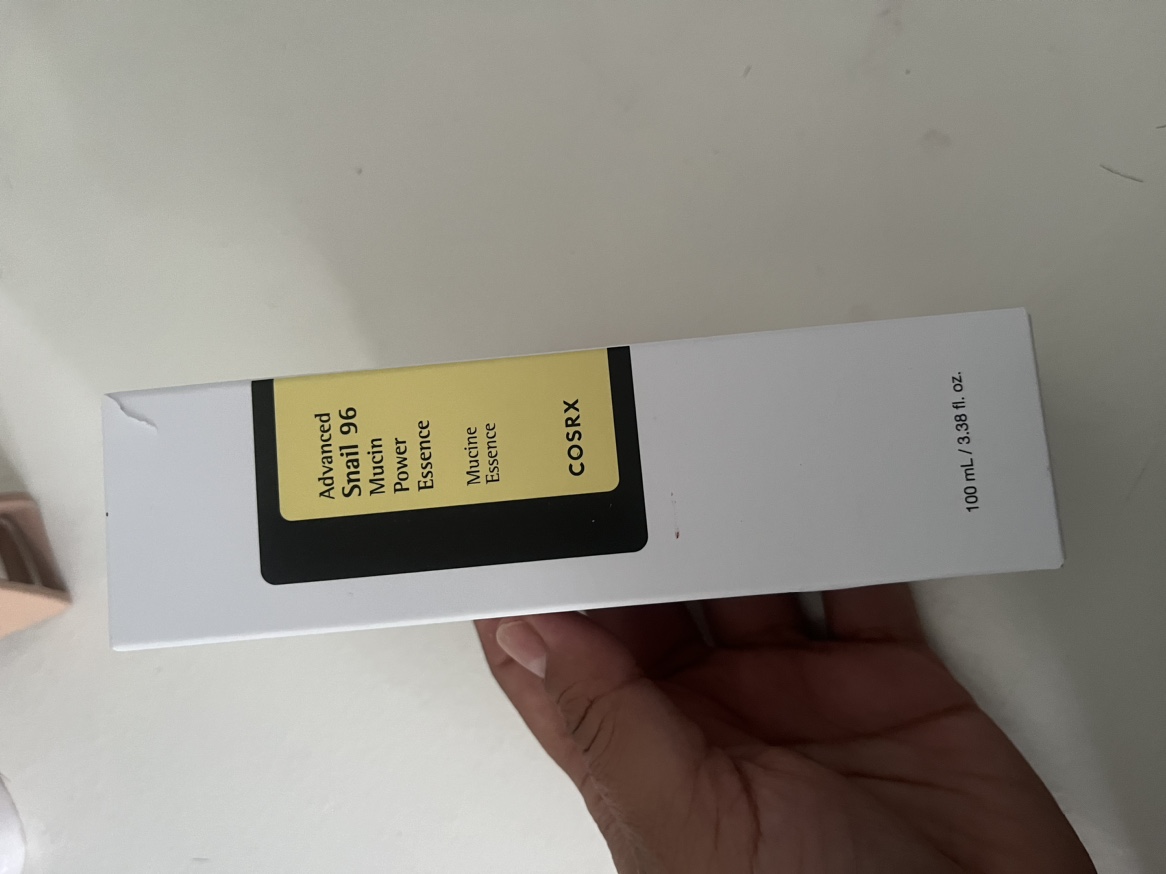 Advanced
Snail 96
Mucin
Power
Essence
Mucine
Essence
COSRX
100 mL / 3.38 fl. oz.